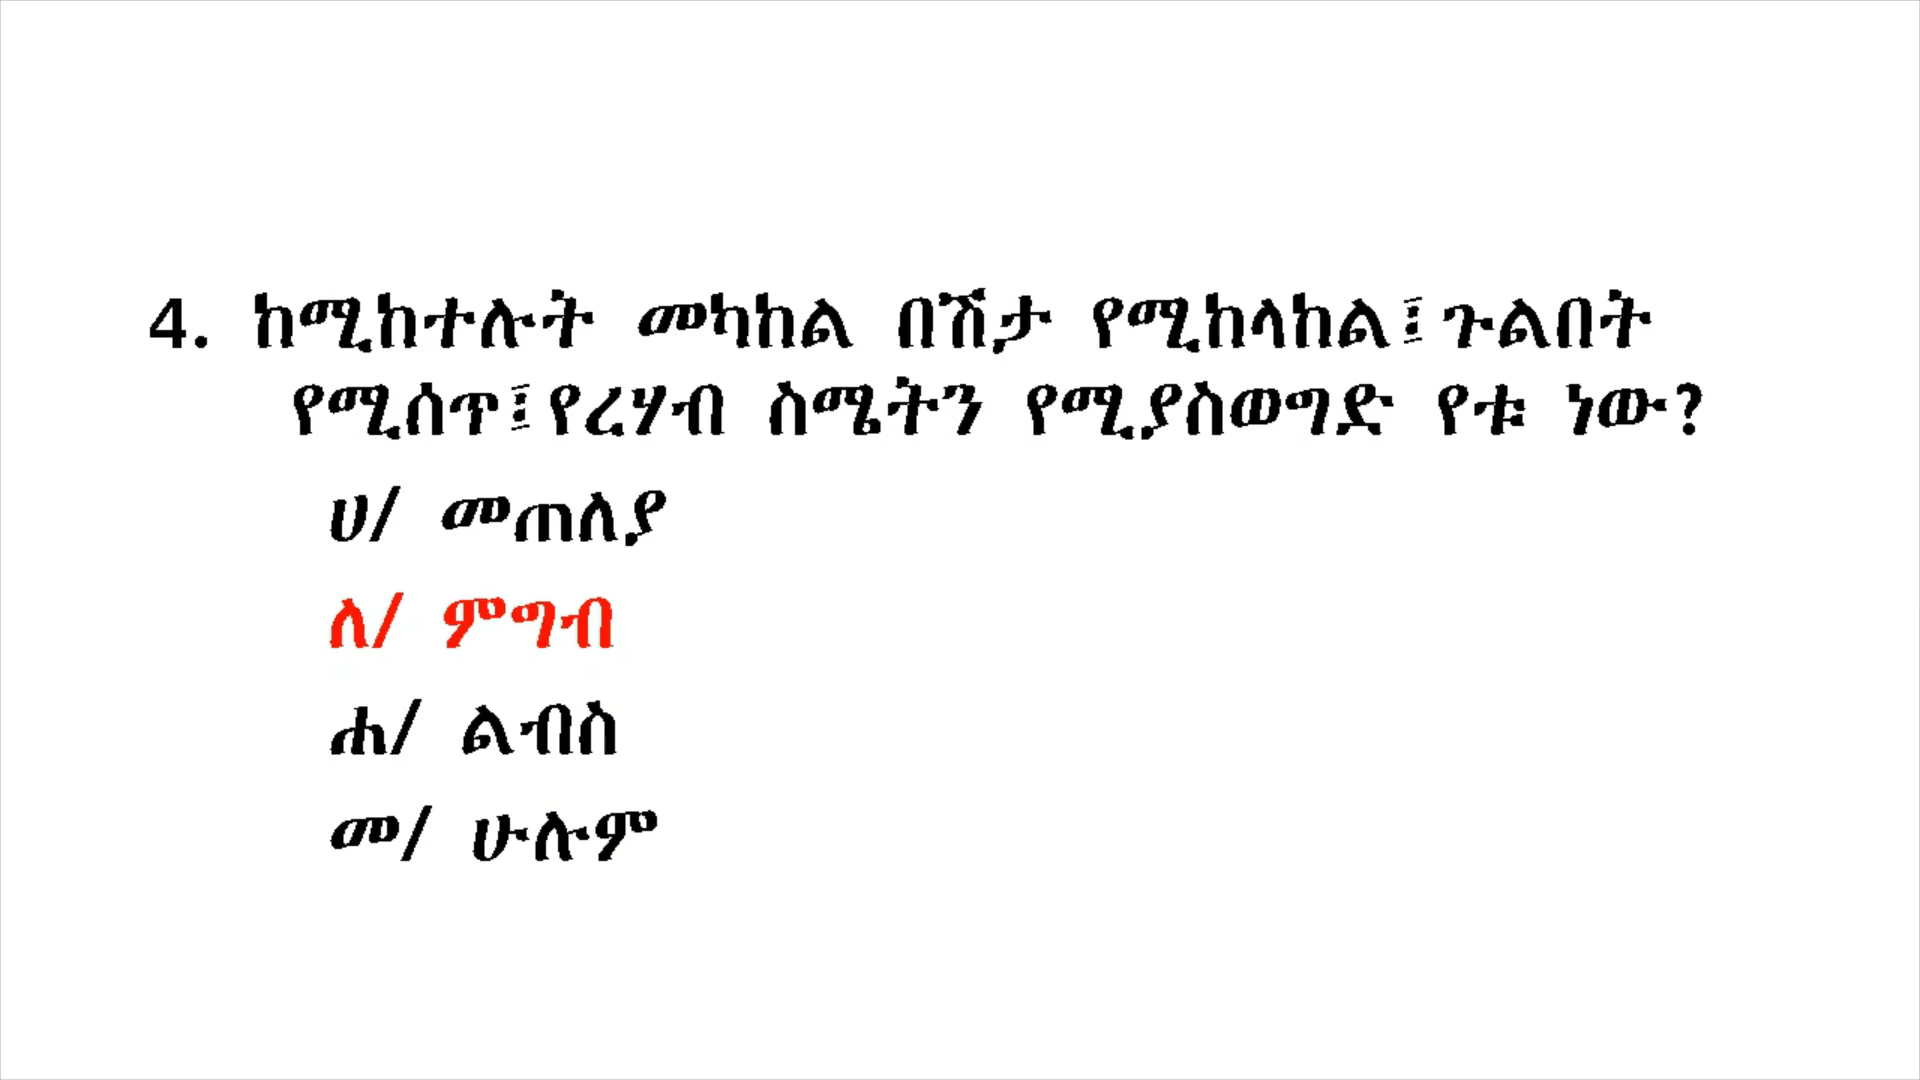 4. ከሚከተሉት መካከል በሽታ የሚከላከል፤ጉልበት
የሚሰጥ፤የረሃብ ስሜትን የሚያስወግድ የቱ ነው?
ሀ/ መጠለያ
ለ/ ምግብ
ሐ/ ልብስ
መ/ ሁሉም